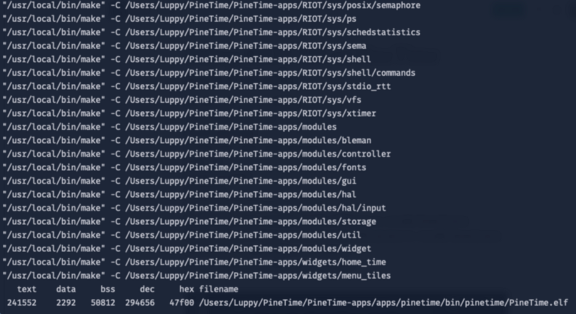 "/usr/local/bin/make" -C /Users/Luppy/PineTime/PineTime-apps/RIOT/sys/posix/semaphore
"/usr/local/bin/make" -C /Users/Luppy/PineTime/PineTime-apps/RIOT/sys/ps
"/usr/local/bin/make" -C /Users/Luppy/PineTime/PineTime-apps/RIOT/sys/schedstatistics
"/usr/local/bin/make" -C /Users/Luppy/PineTime/PineTime-apps/RIOT/sys/sema
"/usr/local/bin/make" -C /Users/Luppy/PineTime/PineTime-apps/RIOT/sys/shell
"/usr/local/bin/make" -C /Users/Luppy/PineTime/PineTime-apps/RIOT/sys/shell/commands
"/usr/local/bin/make" -C /Users/Luppy/PineTime/PineTime-apps/RIOT/sys/stdio_rtt
"/usr/local/bin/make" -C /Users/Luppy/PineTime/PineTime-apps/RIOT/sys/vfs
"/usr/local/bin/make" -C /Users/Luppy/PineTime/PineTime-apps/RIOT/sys/xtimer
"/usr/local/bin/make" -C /Users/Luppy/PineTime/PineTime-apps/modules
"/usr/local/bin/make" -C /Users/Luppy/PineTime/PineTime-apps/modules/bleman
"/usr/local/bin/make" -C /Users/Luppy/PineTime/PineTime-apps/modules/controller
"/usr/local/bin/make" -C /Users/Luppy/PineTime/PineTime-apps/modules/fonts
"/usr/local/bin/make" -C /Users/Luppy/PineTime/PineTime-apps/modules/gui
"/usr/local/bin/make" -C /Users/Luppy/PineTime/PineTime-apps/modules/hal
"/usr/local/bin/make" -C /Users/Luppy/PineTime/PineTime-apps/modules/hal/input
"/usr/local/bin/make" -C /Users/Luppy/PineTime/PineTime-apps/modules/storage
"/usr/local/bin/make" -C /Users/Luppy/PineTime/PineTime-apps/modules/util
"/usr/local/bin/make" -C /Users/Luppy/PineTime/PineTime-apps/modules/widget
"/usr/local/bin/make" -C /Users/Luppy/PineTime/PineTime-apps/widgets/home_time
"/usr/local/bin/make" -C /Users/Luppy/PineTime/PineTime-apps/widgets/menu_tiles
text data bss dec hex filename
241552 2292 50812 294656 47f00 /Users/Luppy/PineTime/PineTime-apps/apps/pinetime/bin/pinetime/PineTime.elf